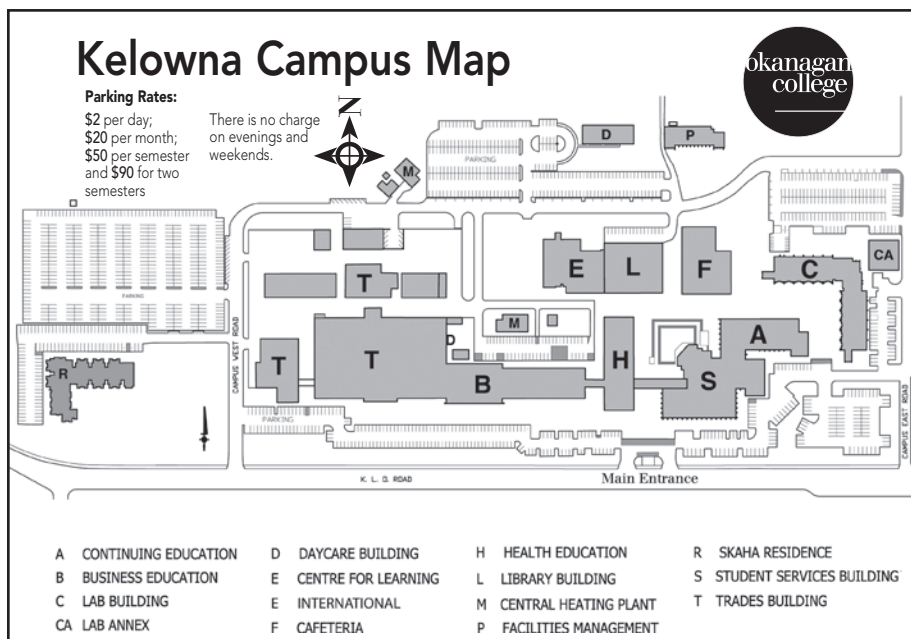 Kelowna Campus Map
okanagan
college
Parking Rates:
$2 per day;
$20 per month;
$50 per semester
and $90 for two
semesters
There is no charge
on evenings and
weekends.
N
D
P
PARKING
M
E
L
F
C
CA
T
PARKING
M
D
A
R
T
T
B
H
S
CAMPUS WEST ROAD
PARKING
CAMPUS EAST ROAD
K. L. O. ROAD
Main Entrance
A CONTINUING EDUCATION
B BUSINESS EDUCATION
C LAB BUILDING
CA LAB ANNEX
D DAYCARE BUILDING
E CENTRE FOR LEARNING
E INTERNATIONAL
F CAFETERIA
H HEALTH EDUCATION
L LIBRARY BUILDING
M CENTRAL HEATING PLANT
P FACILITIES MANAGEMENT
R SKAHA RESIDENCE
S STUDENT SERVICES BUILDING
T TRADES BUILDING